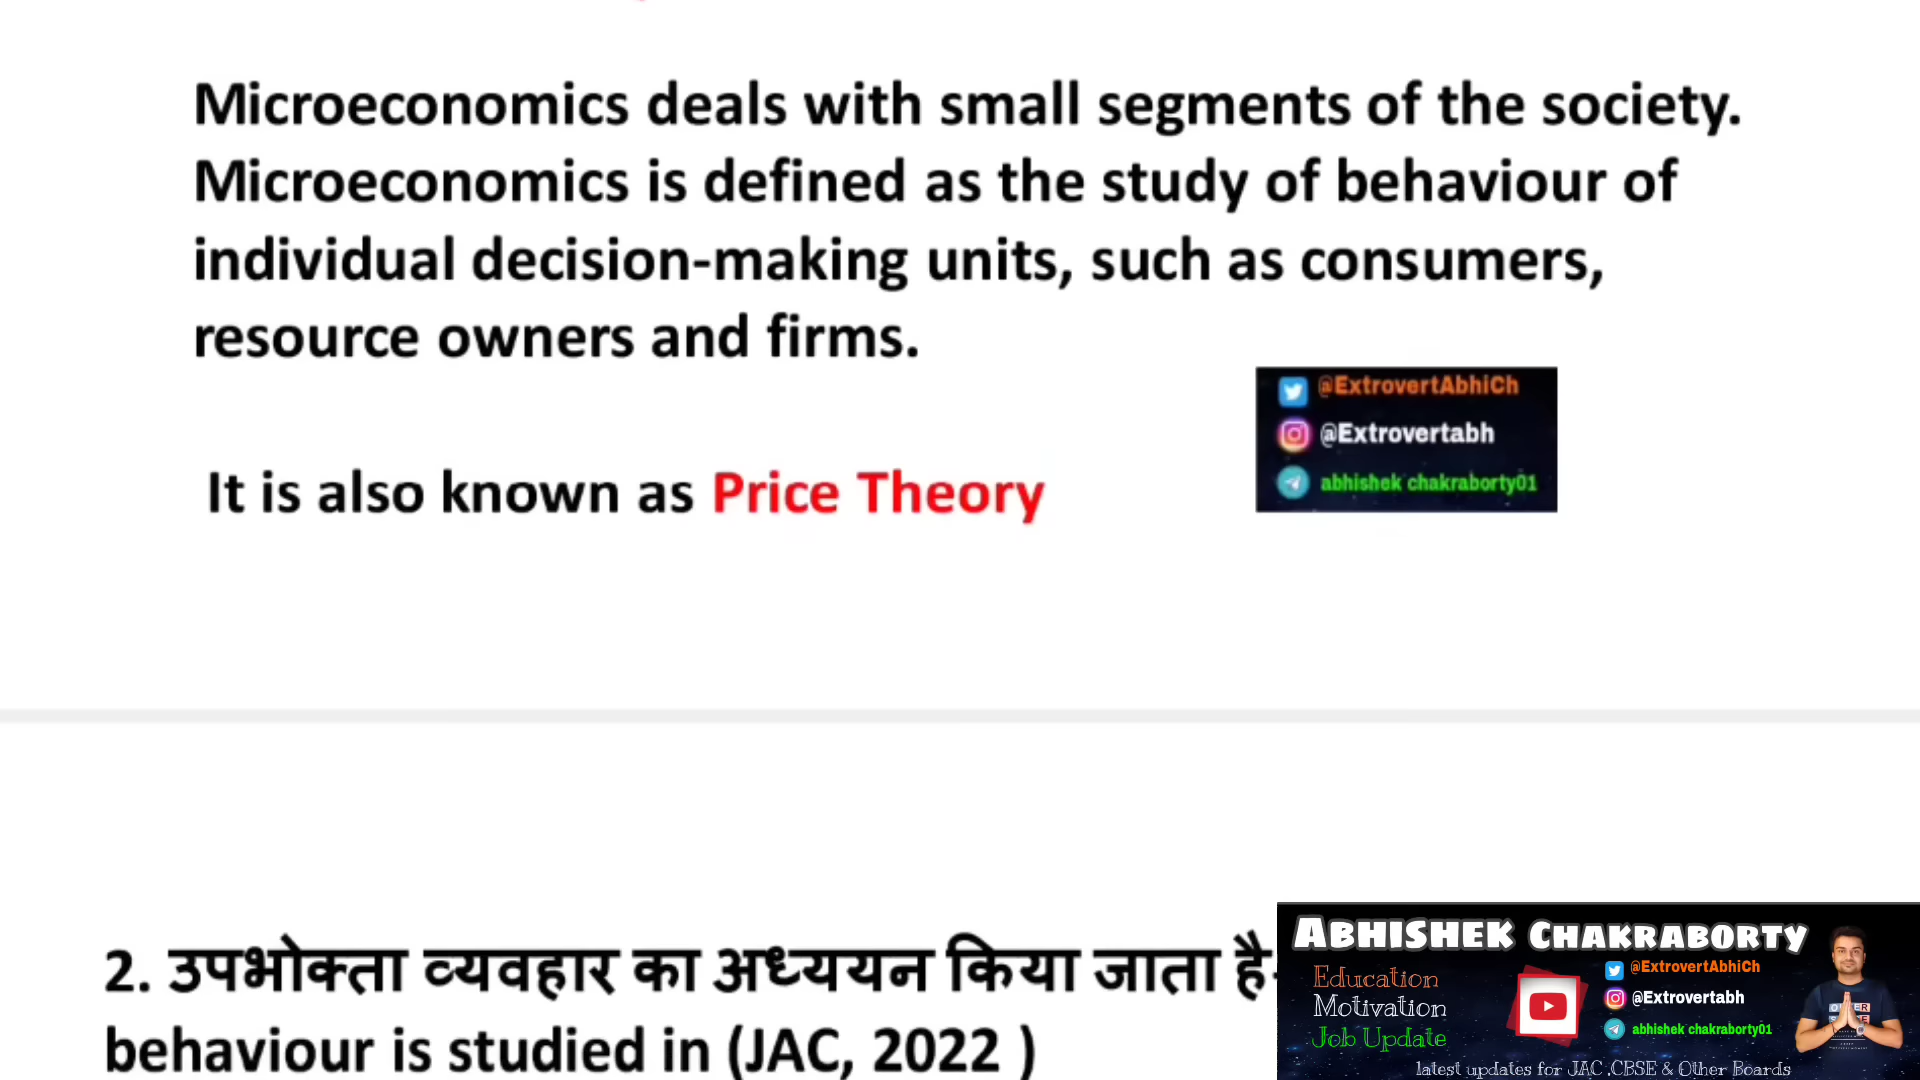 Microeconomics deals with small segments of the society.
Microeconomics is defined as the study of behaviour of
individual decision-making units, such as consumers,
resource owners and firms.
@ExtrovertAbhiCh
@Extrovertabh
abhishek chakraborty01
It is also known as Price Theory
2. उपभोक्ता व्यवहार का अध्ययन किया जाता है-
behaviour is studied in (JAC, 2022 )
ABHISHEK CHAKRABORTY
Education
Motivation
Job Update
@ExtrovertAbhiCh
@Extrovertabh
abhishek chakraborty01
latest updates for JAC ,CBSE & Other Boards